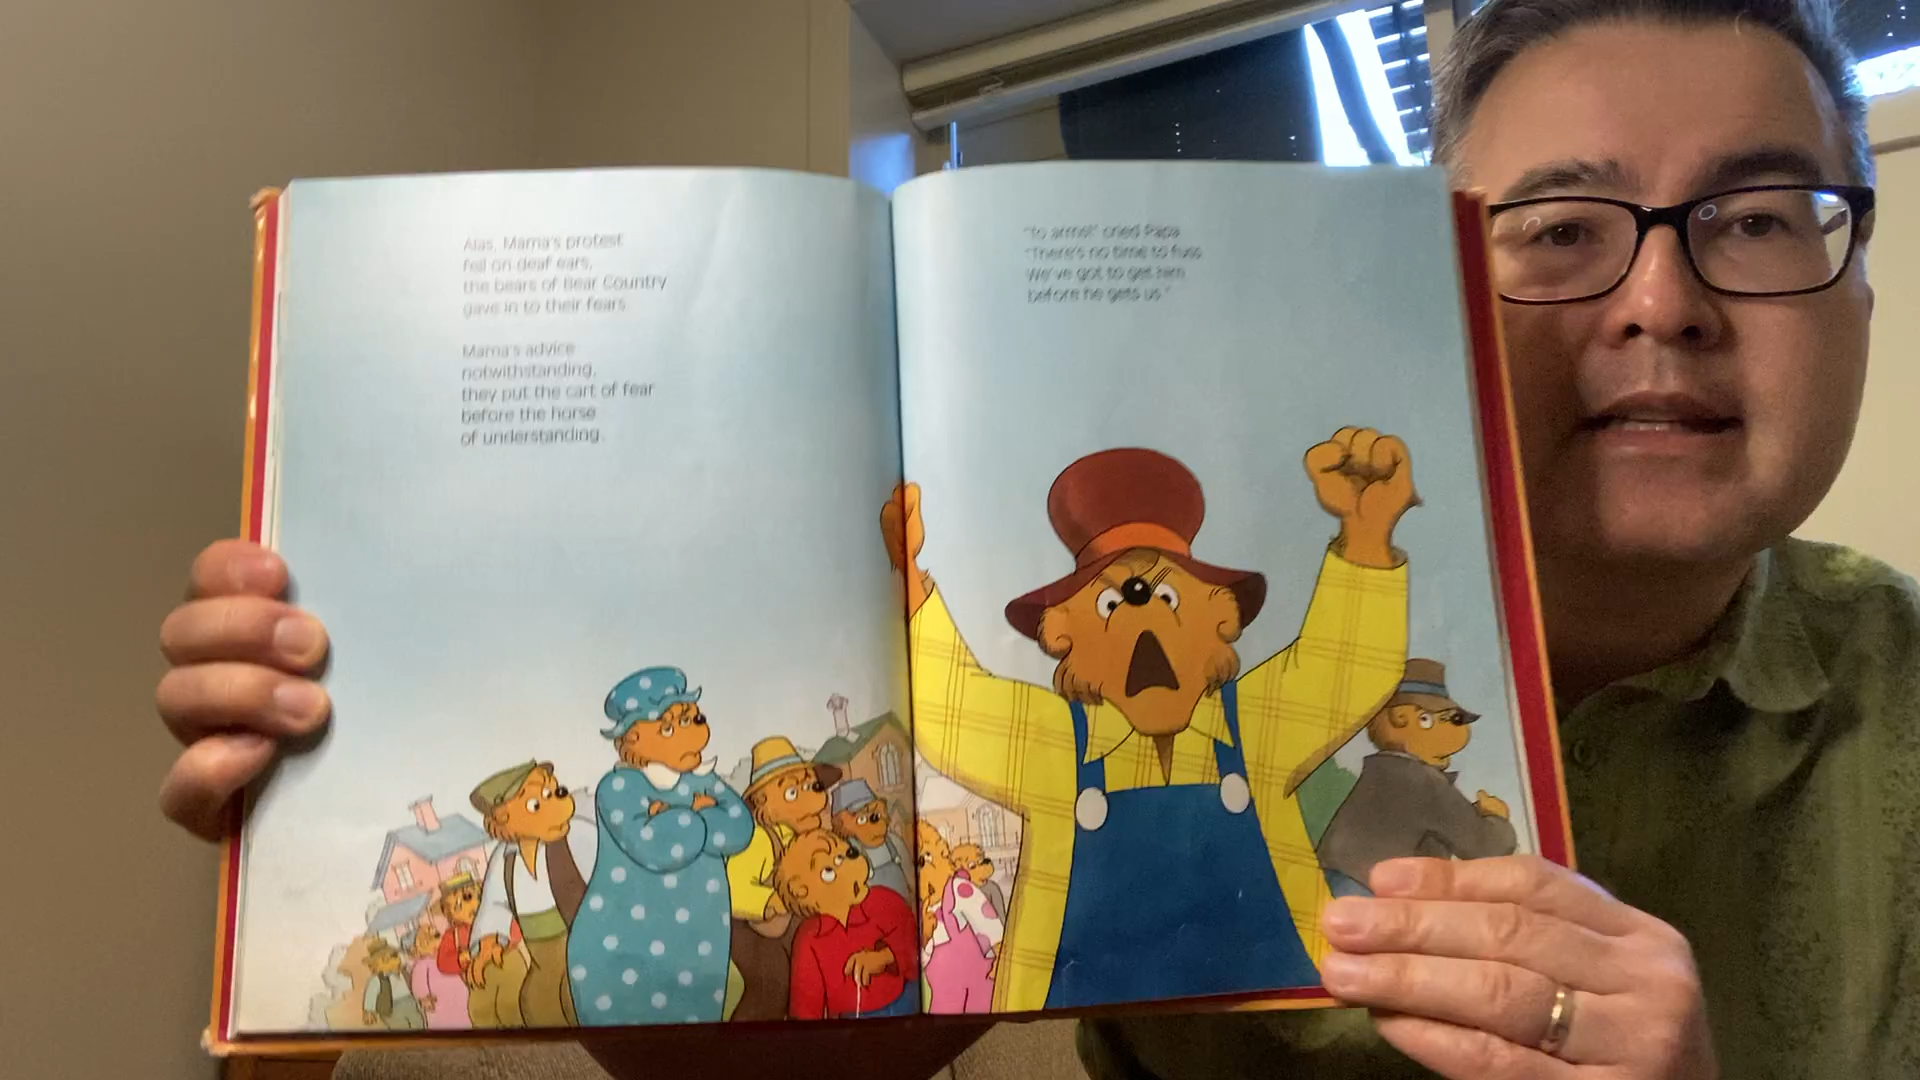 Alas, Mama's protest
fell on deaf ears,
the bears of Bear Country
gave in to their fears.
Mama's advice
notwithstanding,
they put the cart of fear
before the horse
of understanding.
"To arms!" cried Papa.
"There's no time to fuss.
We've got to get him
before he gets us."